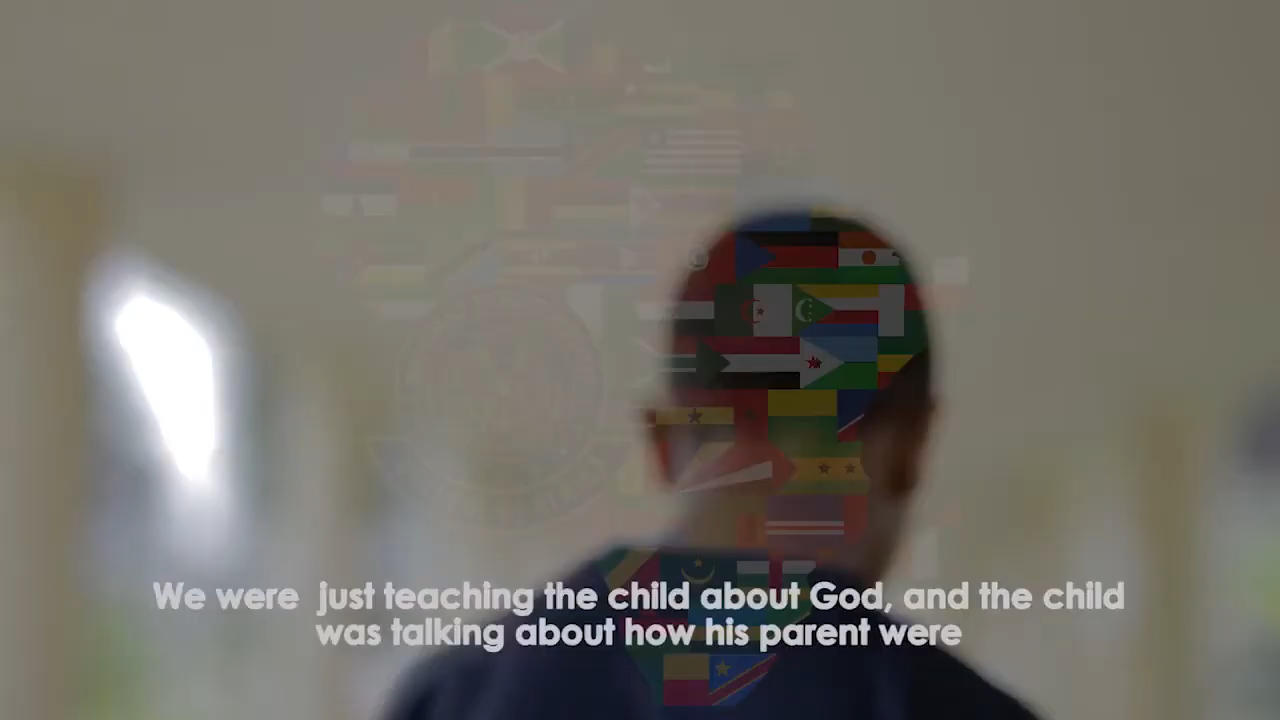 We were just teaching the child about God, and the child
was talking about how his parent were